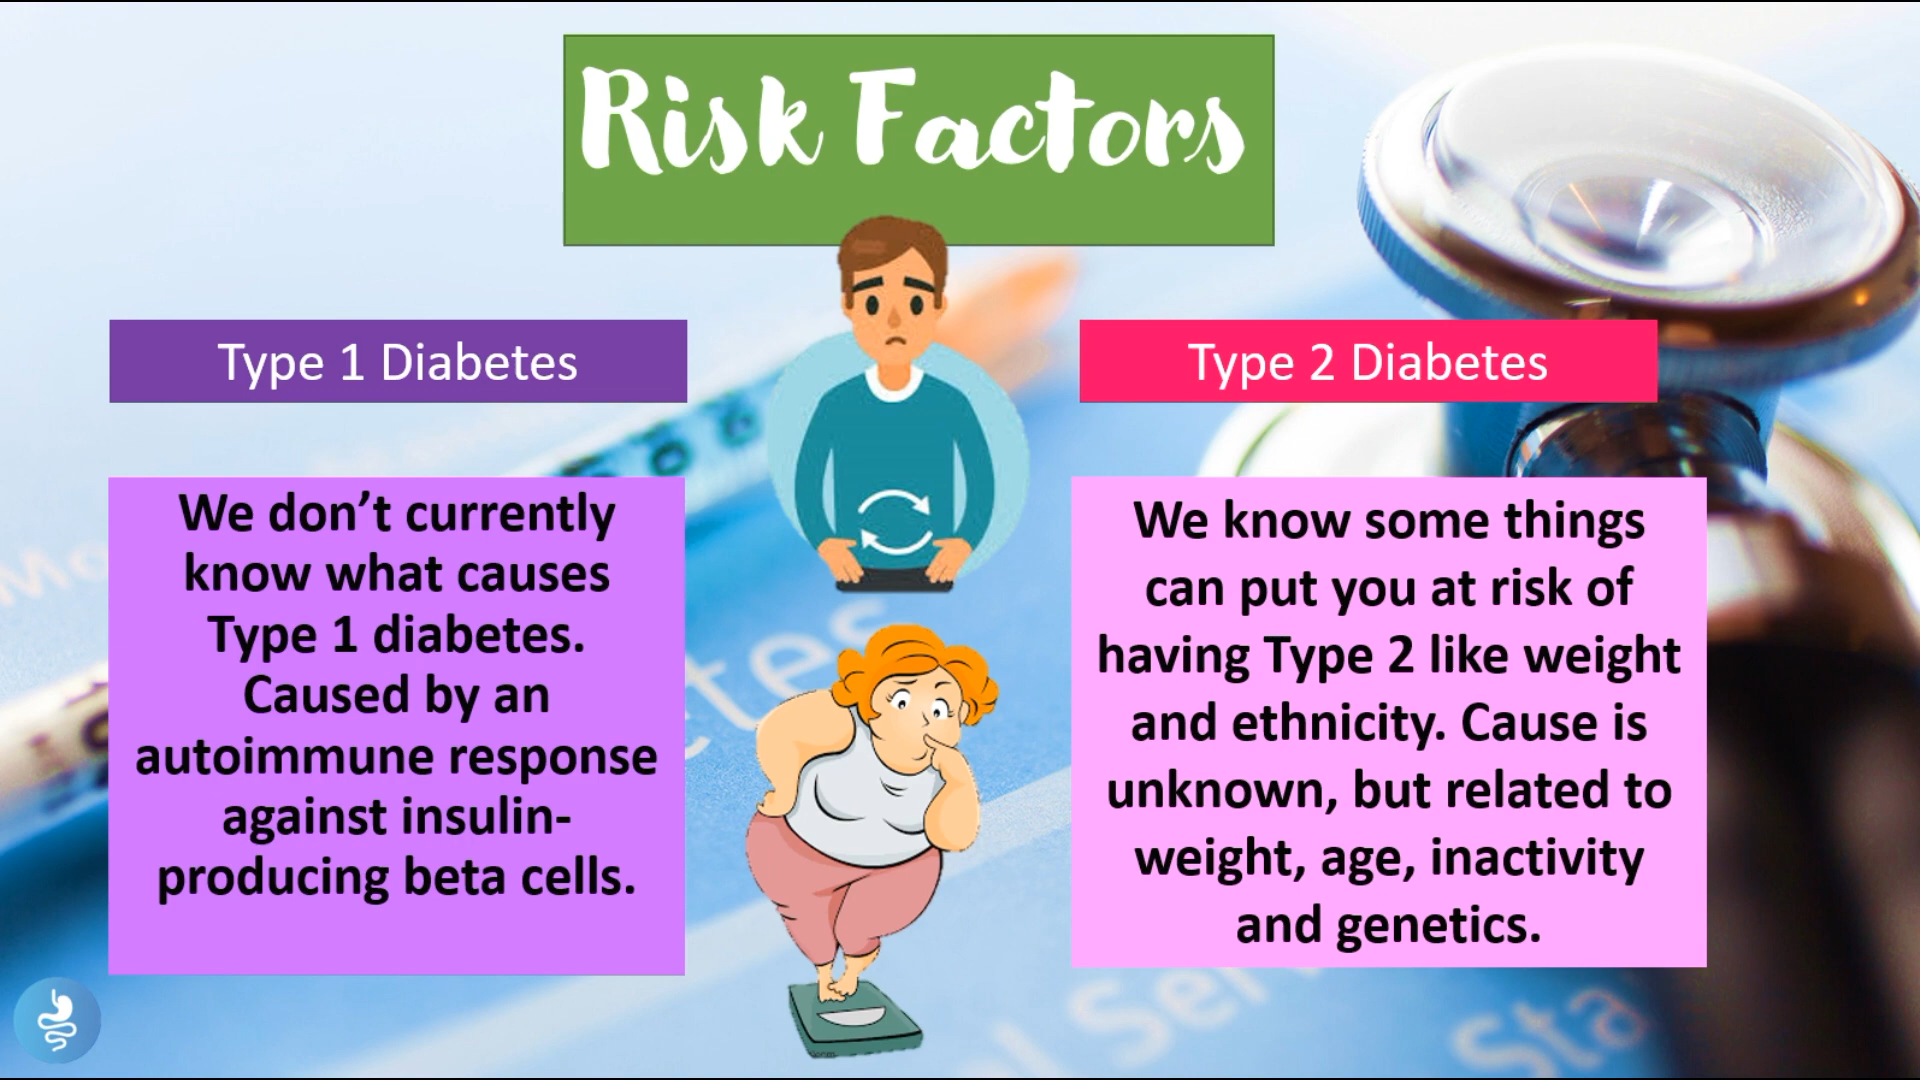 Risk Factors
Type 1 Diabetes
We don’t currently
know what causes
Type 1 diabetes.
Caused by an
autoimmune response
against insulin-
producing beta cells.
Type 2 Diabetes
We know some things
can put you at risk of
having Type 2 like weight
and ethnicity. Cause is
unknown, but related to
weight, age, inactivity
and genetics.